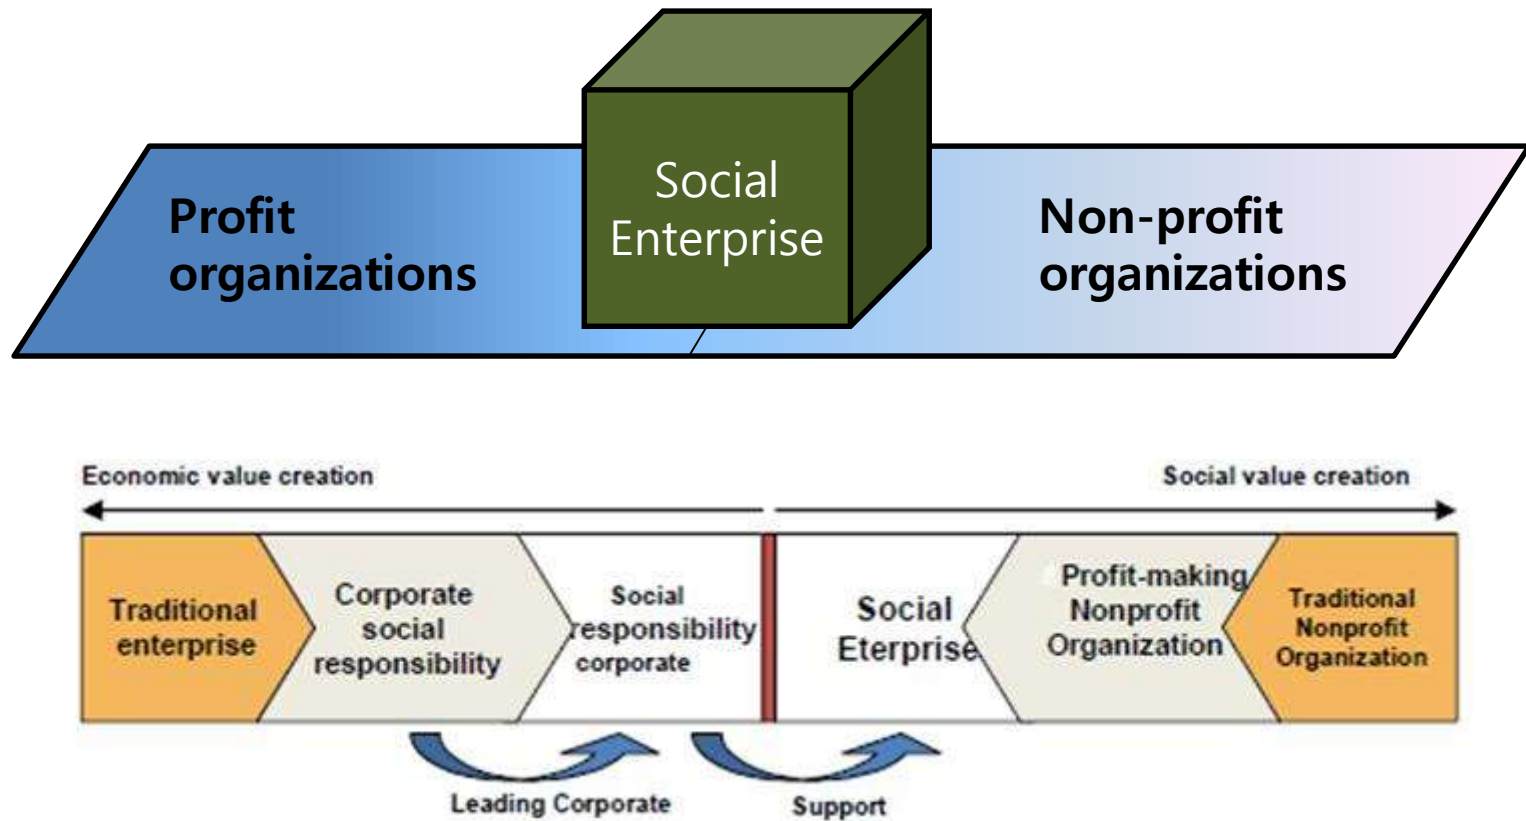 Social
Enterprise
Profit
organizations
Non-profit
organizations
Economic value creation
Social value creation
Traditional
enterprise
Corporate
social
responsibility
Social
responsibility
corporate
Social
Eterprise
Profit-making
Nonprofit
Organization
Traditional
Nonprofit
Organization
Leading Corporate
Support